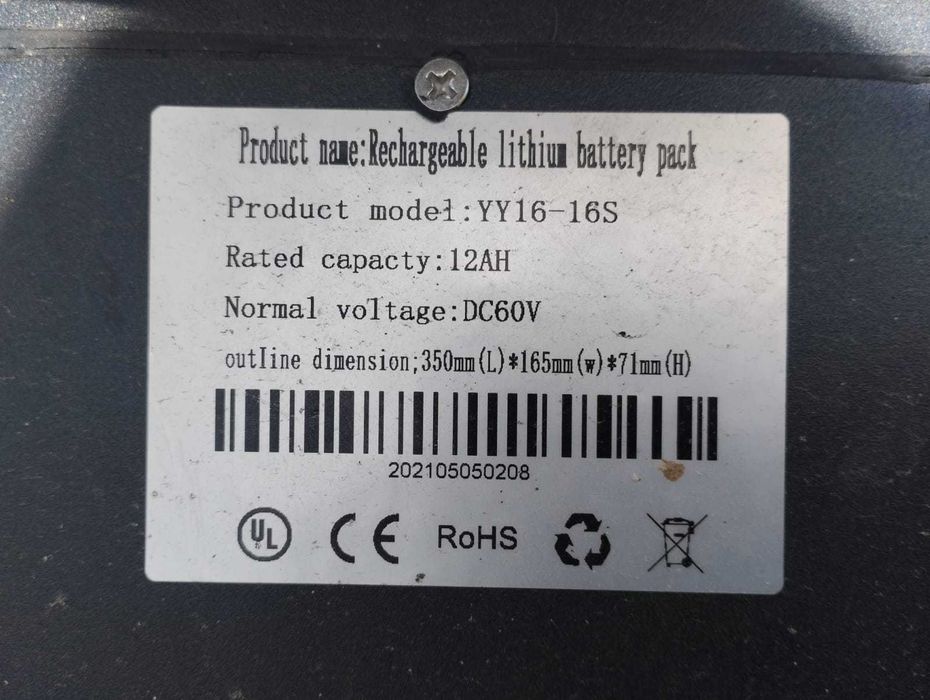 Product name:Rechargeable lithium battery pack
Product model:YY16-16S
Rated capacty:12AH
Normal voltage:DC60V
outline dimension;350mm(L)*165mm(w)*71mm(H)
202105050208
UL CE RoHS